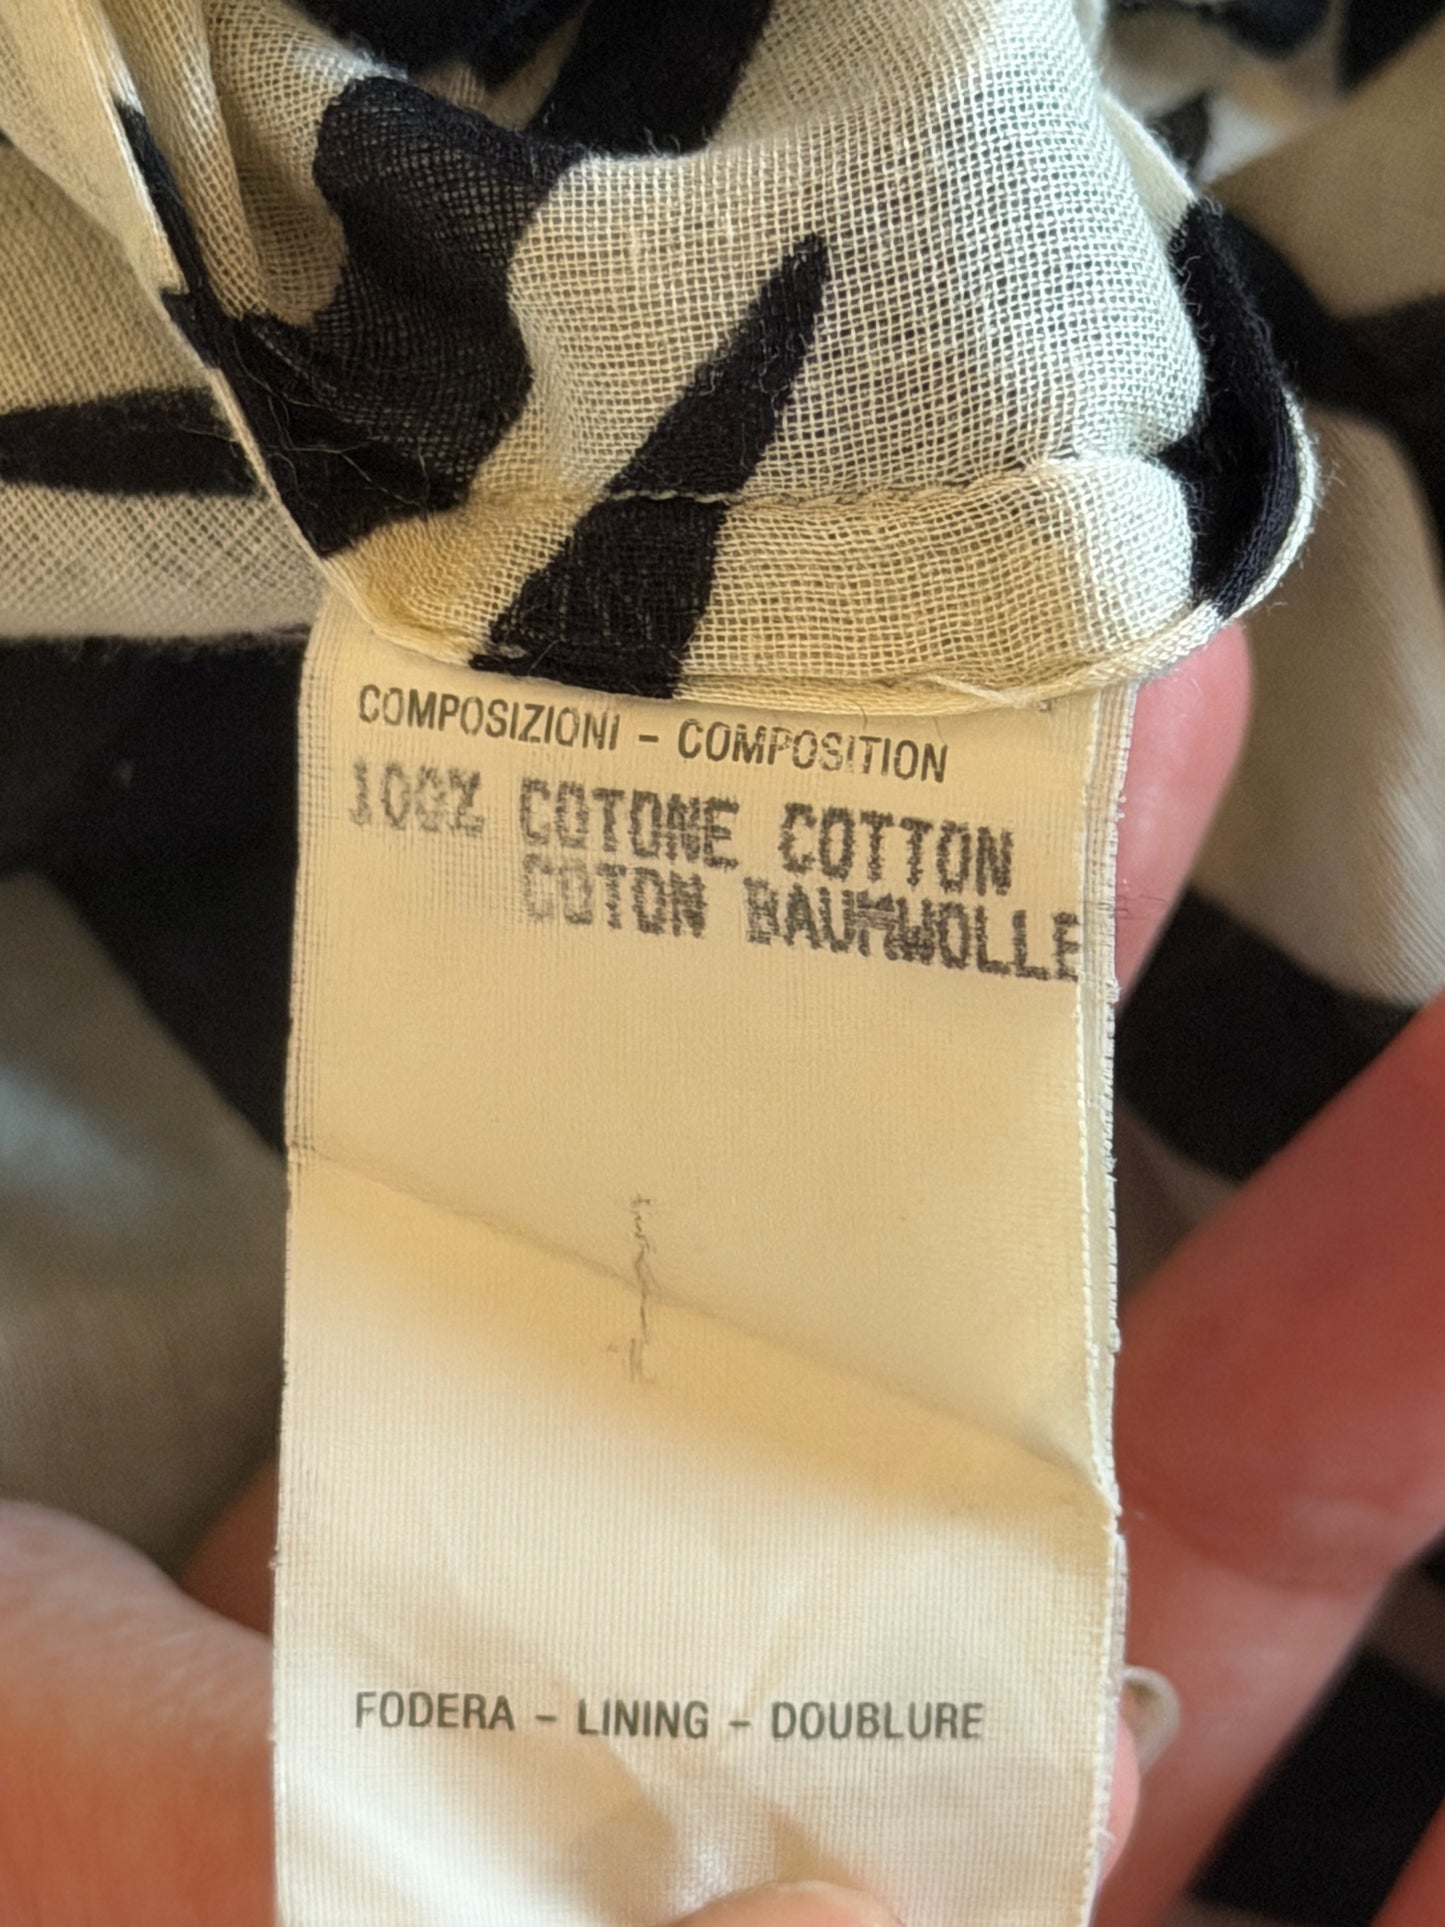 COMPOSIZIONI - COMPOSITION
100% COTONE COTTON
COTON BAUMWOLLE
FODERA - LINING - DOUBLURE